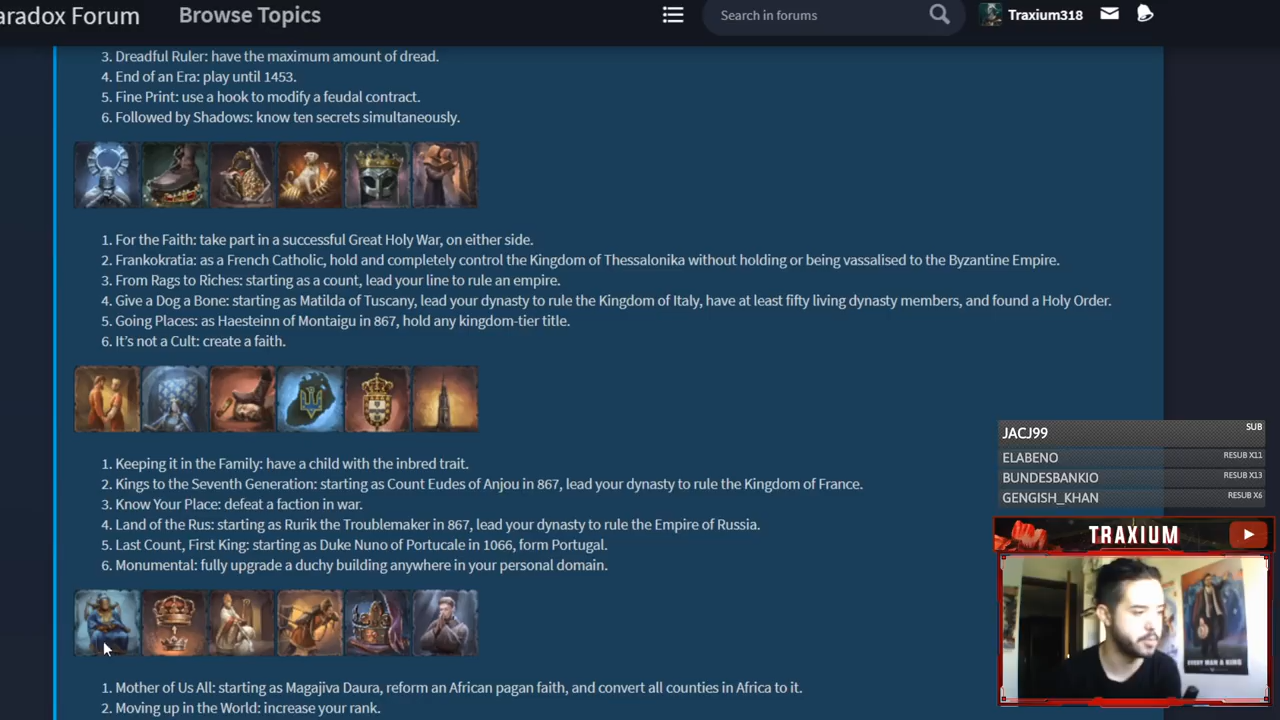 aradox Forum
Browse Topics
Search in forums
Traxium318
3. Dreadful Ruler: have the maximum amount of dread.
4. End of an Era: play until 1453.
5. Fine Print: use a hook to modify a feudal contract.
6. Followed by Shadows: know ten secrets simultaneously.
1. For the Faith: take part in a successful Great Holy War, on either side.
2. Frankokratia: as a French Catholic, hold and completely control the Kingdom of Thessalonika without holding or being vassalised to the Byzantine Empire.
3. From Rags to Riches: starting as a count, lead your line to rule an empire.
4. Give a Dog a Bone: starting as Matilda of Tuscany, lead your dynasty to rule the Kingdom of Italy, have at least fifty living dynasty members, and found a Holy Order.
5. Going Places: as Haesteinn of Montaigu in 867, hold any kingdom-tier title.
6. It’s not a Cult: create a faith.
1. Keeping it in the Family: have a child with the inbred trait.
2. Kings to the Seventh Generation: starting as Count Eudes of Anjou in 867, lead your dynasty to rule the Kingdom of France.
3. Know Your Place: defeat a faction in war.
4. Land of the Rus: starting as Rurik the Troublemaker in 867, lead your dynasty to rule the Empire of Russia.
5. Last Count, First King: starting as Duke Nuno of Portucale in 1066, form Portugal.
6. Monumental: fully upgrade a duchy building anywhere in your personal domain.
1. Mother of Us All: starting as Magajiva Daura, reform an African pagan faith, and convert all counties in Africa to it.
2. Moving up in the World: increase your rank.
JACJ99 SUB
ELABENO RESUB X11
BUNDESBANKIO RESUB X13
GENGISH_KHAN RESUB X6
TRAXIUM
EVERY MAN A KING